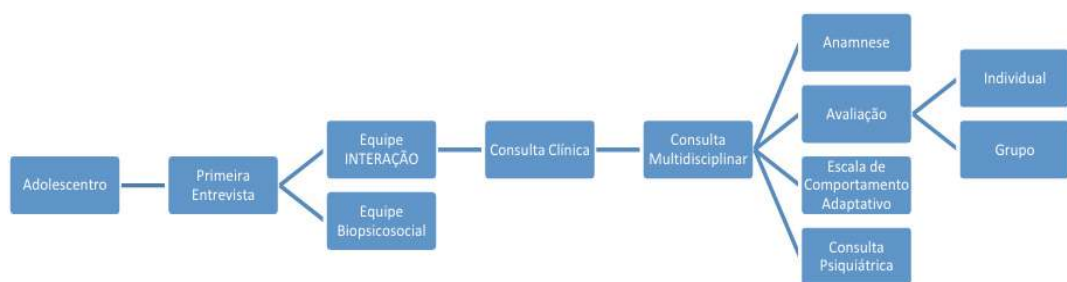 Adolescentro
Primeira
Entrevista
Equipe
INTERAÇÃO
Equipe
Biopsicosocial
Consulta Clínica
Consulta
Multidisciplinar
Anamnese
Avaliação
Escala de
Comportamento
Adaptativo
Consulta
Psiquiátrica
Individual
Grupo